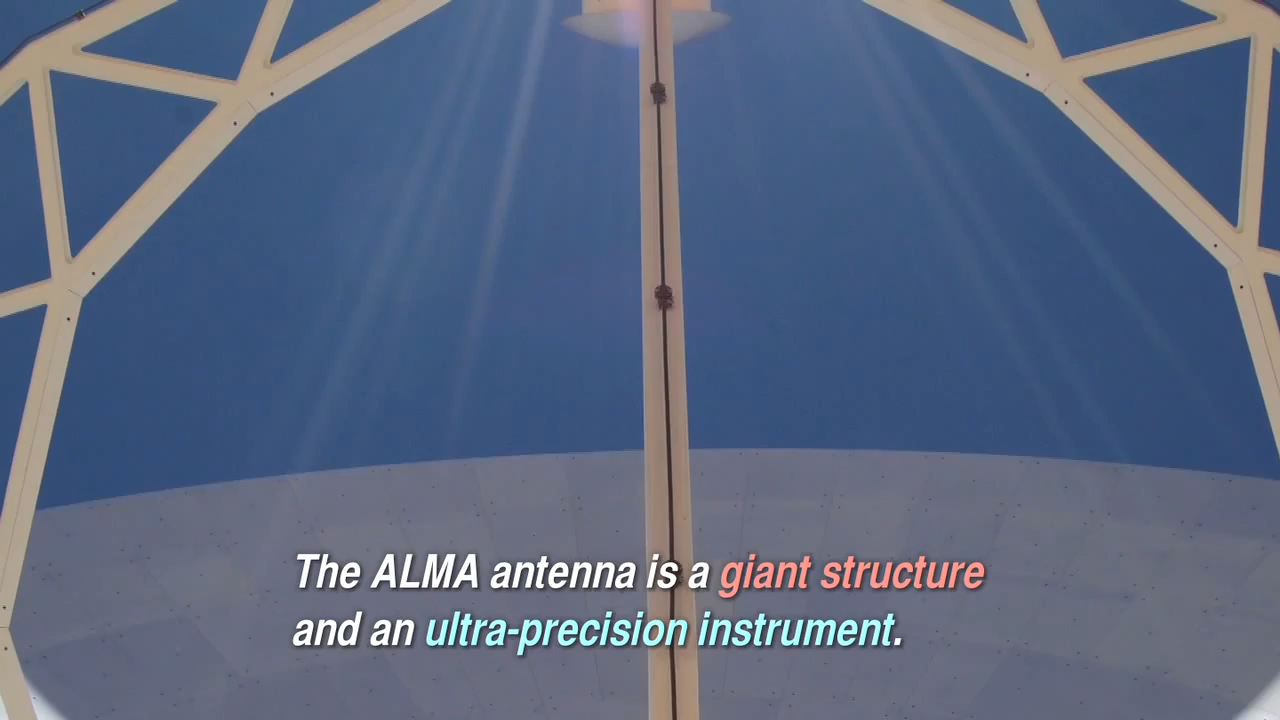 The ALMA antenna is a giant structure
and an ultra-precision instrument.